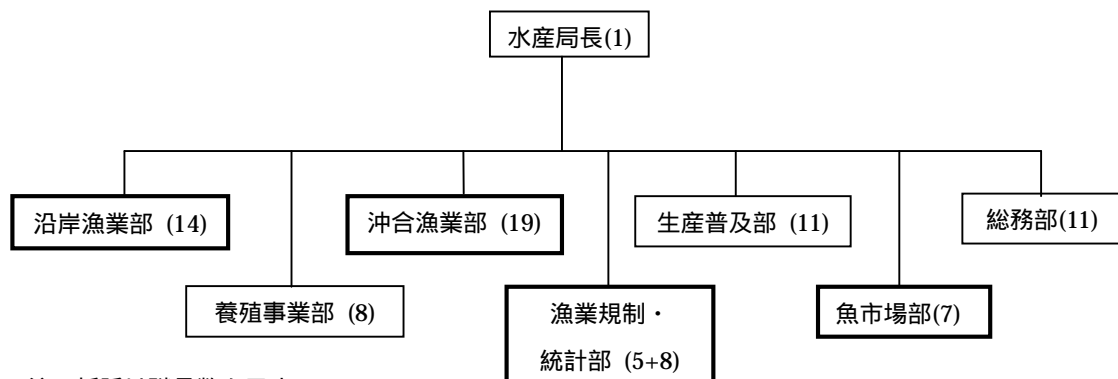 水産局長(1)
沿岸漁業部 (14)
沖合漁業部 (19)
生産普及部 (11)
総務部(11)
養殖事業部 (8)
漁業規制・
統計部 (5+8)
魚市場部(7)